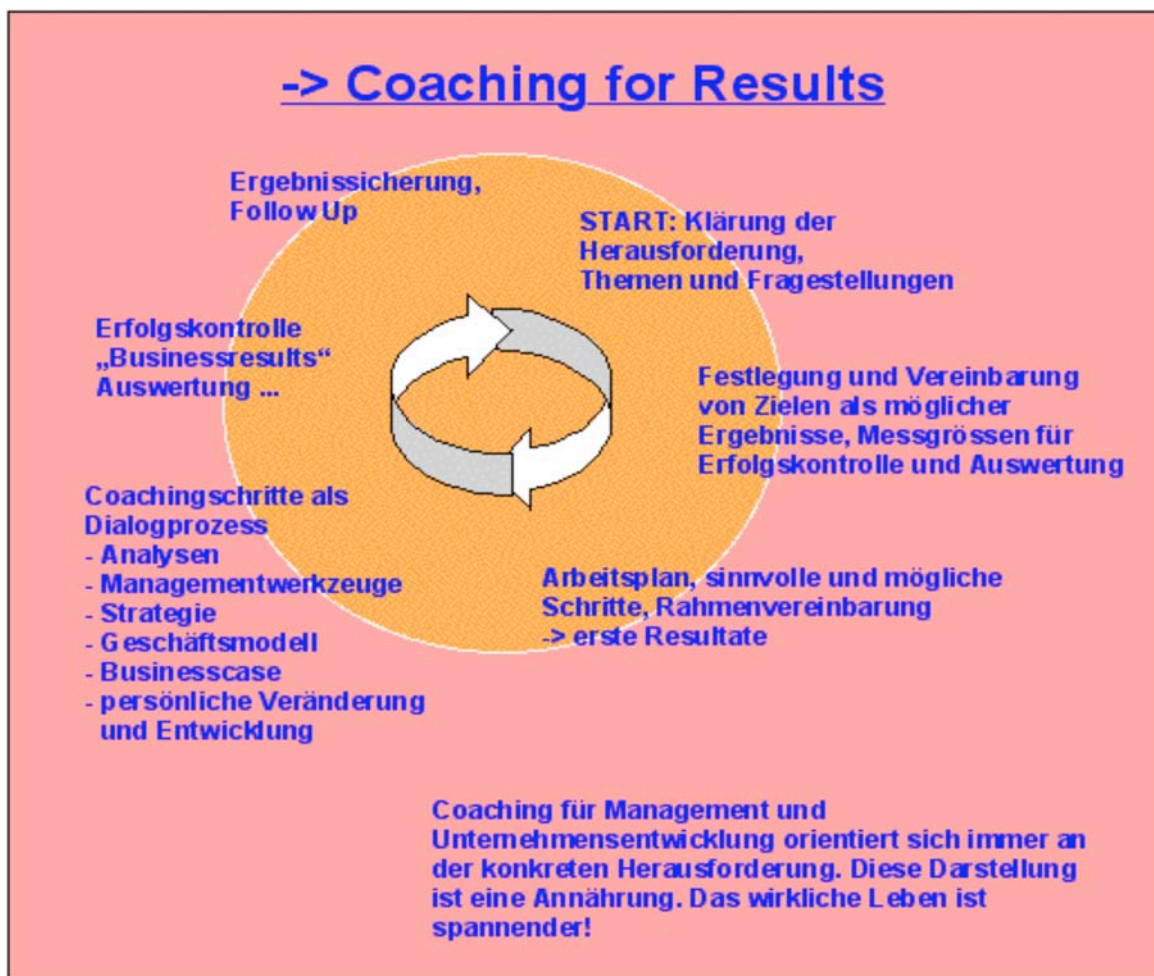 -> Coaching for Results
Ergebnissicherung,
Follow Up
START: Klärung der
Herausforderung,
Themen und Fragestellungen
Erfolgskontrolle
„Businessresults“
Auswertung ...
Festlegung und Vereinbarung
von Zielen als möglicher
Ergebnisse, Messgrössen für
Erfolgskontrolle und Auswertung
Coachingschritte als
Dialogprozess
- Analysen
- Managementwerkzeuge
- Strategie
- Geschäftsmodell
- Businesscase
- persönliche Veränderung
und Entwicklung
Arbeitsplan, sinnvolle und mögliche
Schritte, Rahmenvereinbarung
-> erste Resultate
Coaching für Management und
Unternehmensentwicklung orientiert sich immer an
der konkreten Herausforderung. Diese Darstellung
ist eine Annährung. Das wirkliche Leben ist
spannender!